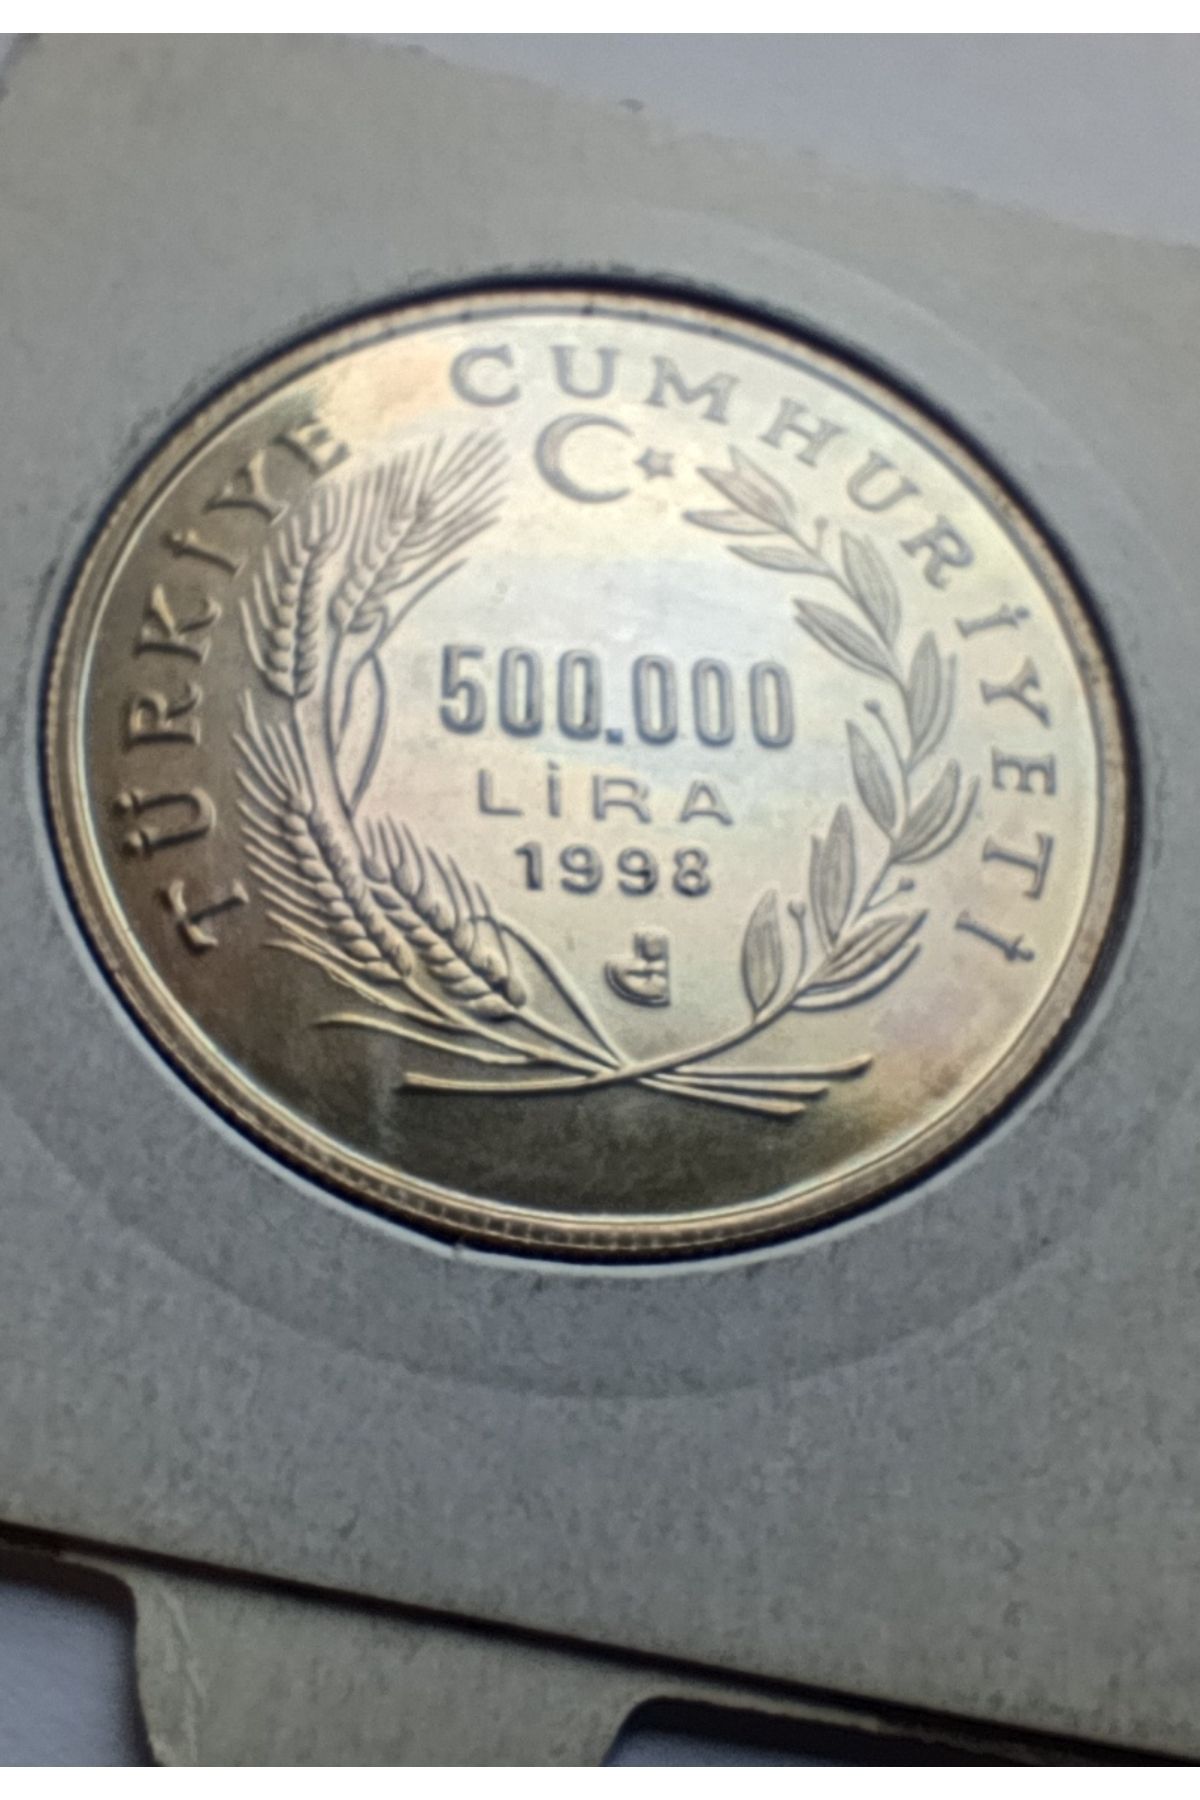 TÜRKİYE CUMHURİYETİ
500.000
LİRA
1998